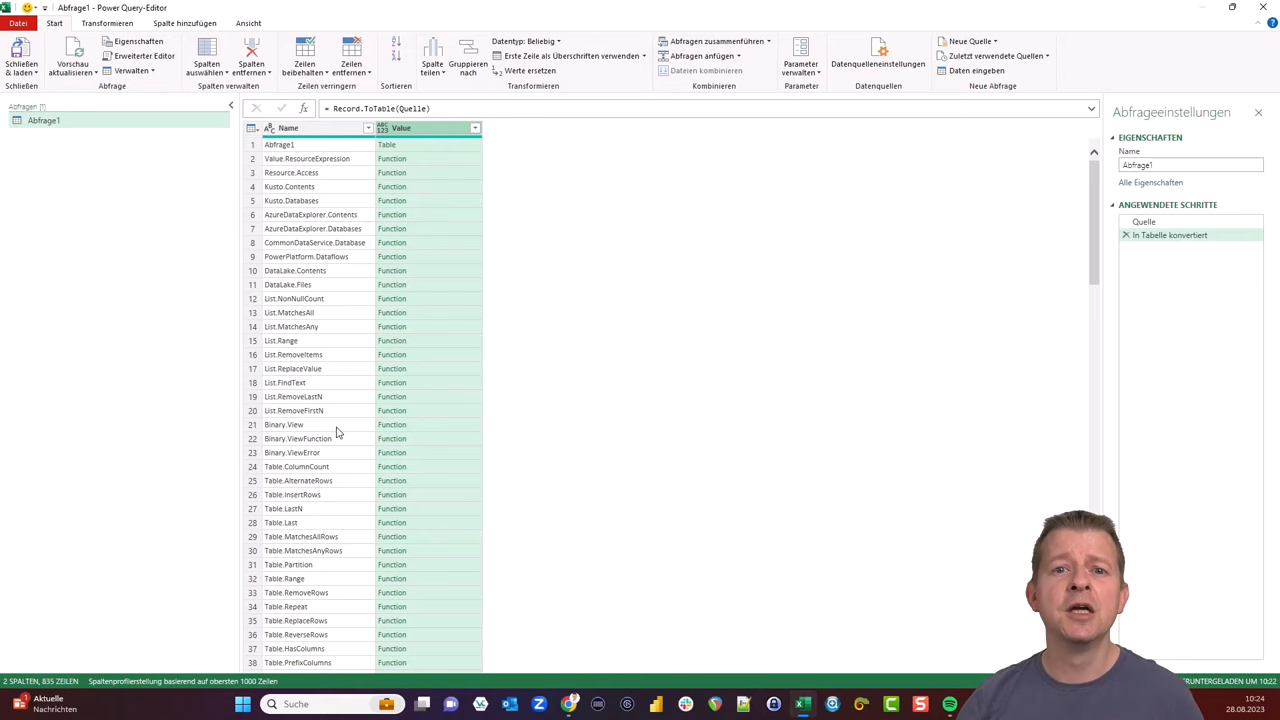 Abfrage1 - Power Query-Editor
Datei
Start
Transformieren
Spalte hinzufügen
Ansicht
Schließen & laden
Schließen
Vorschau aktualisieren
Eigenschaften
Erweiterter Editor
Verwalten
Abfrage
Spalten auswählen
Spalten entfernen
Spalten verwalten
Zeilen beibehalten
Zeilen entfernen
Zeilen verringern
Sortieren
Spalte teilen
Gruppieren nach
Datentyp: Beliebig
Erste Zeile als Überschriften verwenden
Werte ersetzen
Transformieren
Abfragen zusammenführen
Abfragen anfügen
Dateien kombinieren
Kombinieren
Parameter verwalten
Parameter
Datenquelleneinstellungen
Datenquellen
Neue Quelle
Zuletzt verwendete Quellen
Daten eingeben
Neue Abfrage
Abfragen [1]
Abfrage1
= Record.ToTable(Quelle)
Name Value
1 Abfrage1 Table
2 Value.ResourceExpression Function
3 Resource.Access Function
4 Kusto.Contents Function
5 Kusto.Databases Function
6 AzureDataExplorer.Contents Function
7 AzureDataExplorer.Databases Function
8 CommonDataService.Database Function
9 PowerPlatform.Dataflows Function
10 DataLake.Contents Function
11 DataLake.Files Function
12 List.NonNullCount Function
13 List.MatchesAll Function
14 List.MatchesAny Function
15 List.Range Function
16 List.RemoveItems Function
17 List.ReplaceValue Function
18 List.FindText Function
19 List.RemoveLastN Function
20 List.RemoveFirstN Function
21 Binary.View Function
22 Binary.ViewFunction Function
23 Binary.ViewError Function
24 Table.ColumnCount Function
25 Table.AlternateRows Function
26 Table.InsertRows Function
27 Table.LastN Function
28 Table.Last Function
29 Table.MatchesAllRows Function
30 Table.MatchesAnyRows Function
31 Table.Partition Function
32 Table.Range Function
33 Table.RemoveRows Function
34 Table.Repeat Function
35 Table.ReplaceRows Function
36 Table.ReverseRows Function
37 Table.HasColumns Function
38 Table.PrefixColumns Function
Abfrageeinstellungen
EIGENSCHAFTEN
Name
Abfrage1
Alle Eigenschaften
ANGEWENDETE SCHRITTE
Quelle
In Tabelle konvertiert
2 SPALTEN, 835 ZEILEN
Spaltenprofilerstellung basierend auf obersten 1000 Zeilen
RUNTERGELADEN UM 10:22
1
Aktuelle
Nachrichten
Suche
10:24
28.08.2023